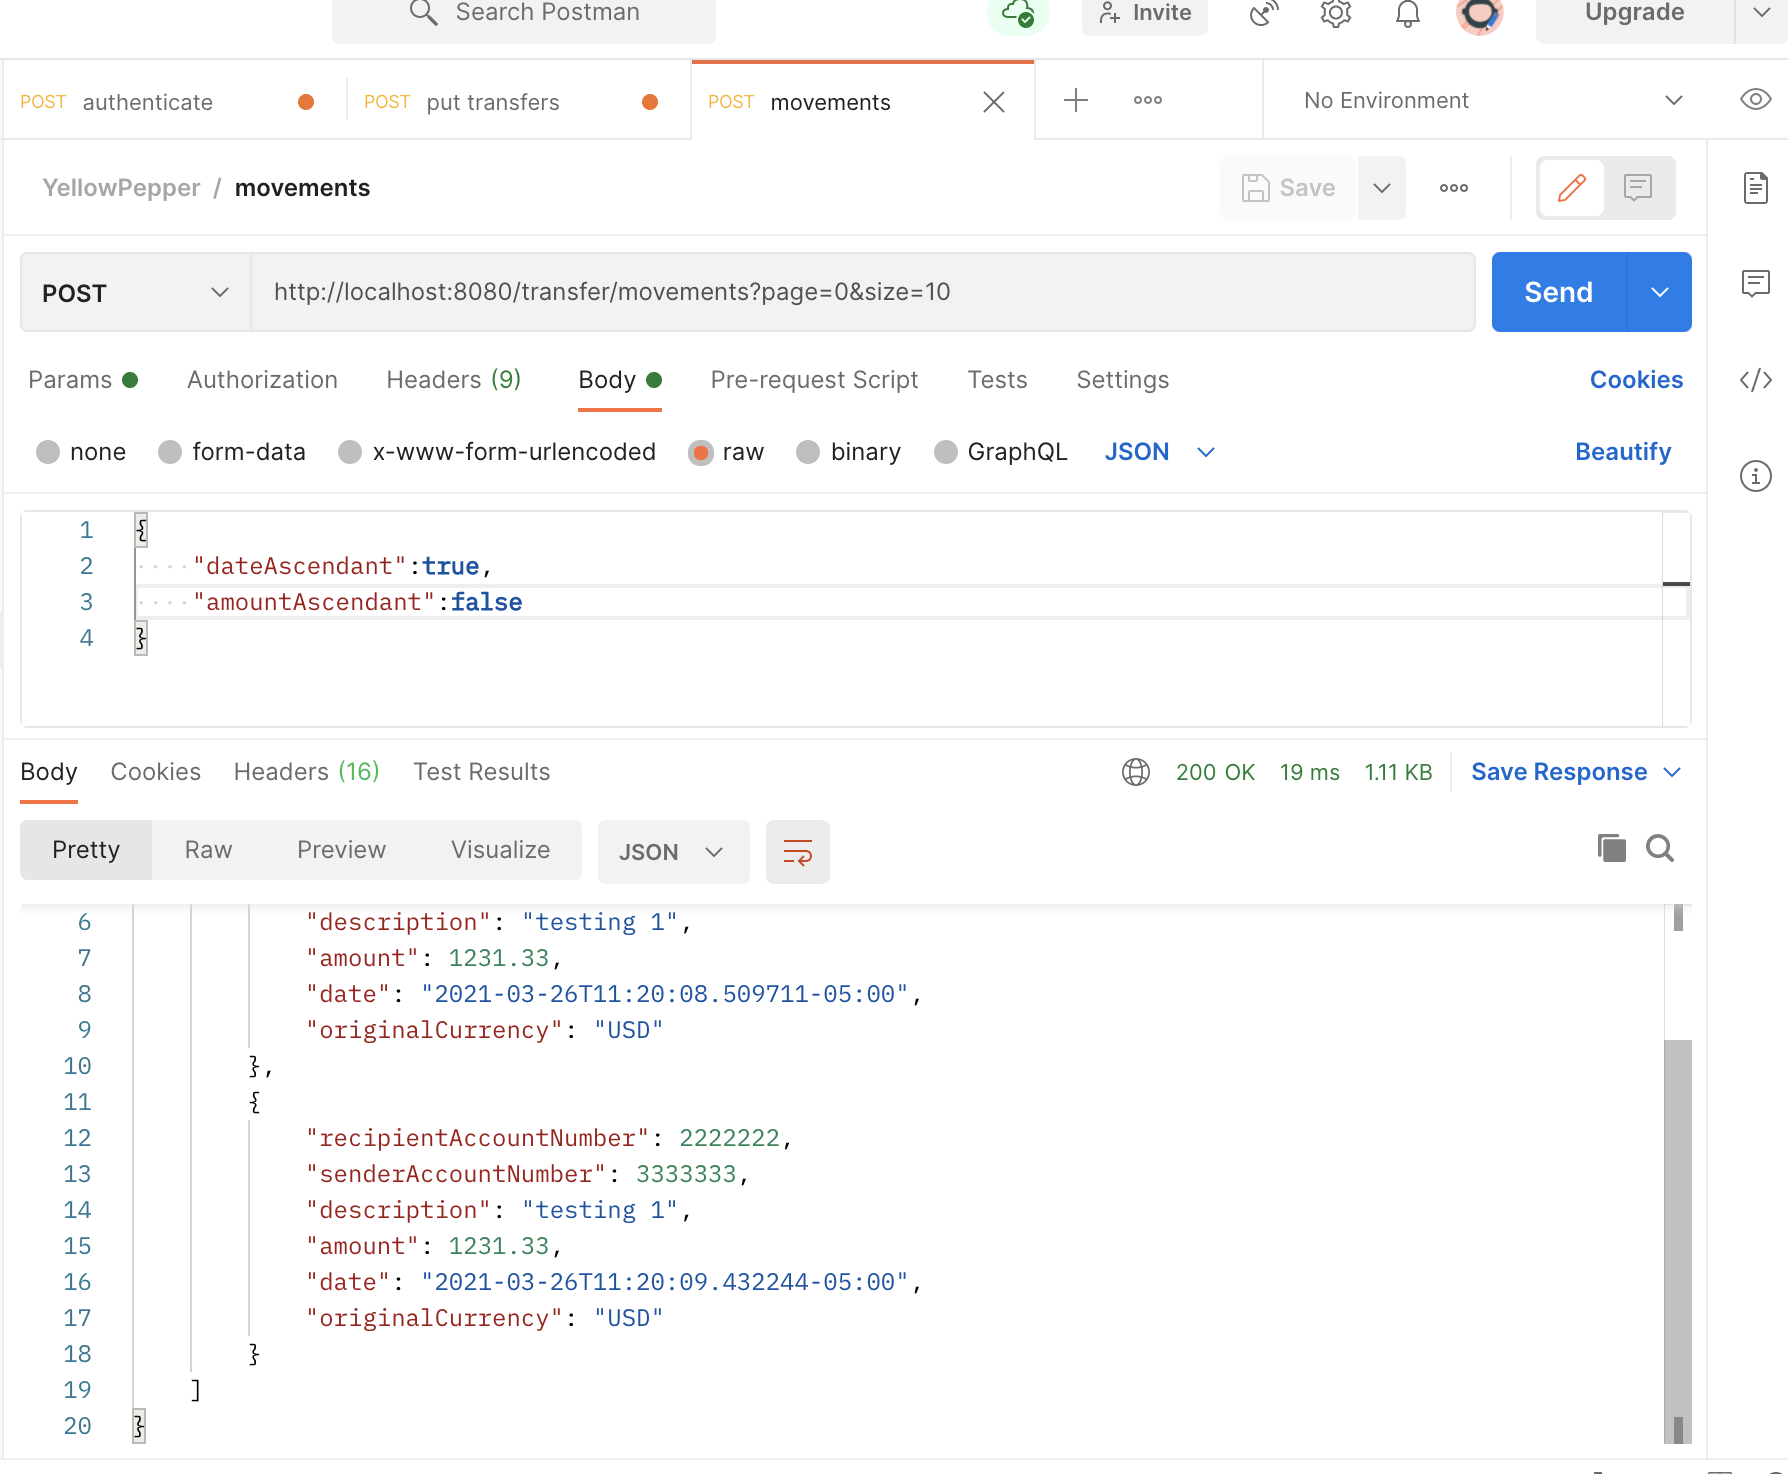 Search Postman
Invite
Upgrade
POST authenticate
POST put transfers
POST movements
No Environment
YellowPepper / movements
Save
POST
http://localhost:8080/transfer/movements?page=0&size=10
Send
Params
Authorization
Headers (9)
Body
Pre-request Script
Tests
Settings
Cookies
none
form-data
x-www-form-urlencoded
raw
binary
GraphQL
JSON
Beautify
1 {
2 "dateAscendant":true,
3 "amountAscendant":false
4 }
Body
Cookies
Headers (16)
Test Results
200 OK
19 ms
1.11 KB
Save Response
Pretty
Raw
Preview
Visualize
JSON
6 "description": "testing 1",
7 "amount": 1231.33,
8 "date": "2021-03-26T11:20:08.509711-05:00",
9 "originalCurrency": "USD"
10 },
11 {
12 "recipientAccountNumber": 2222222,
13 "senderAccountNumber": 3333333,
14 "description": "testing 1",
15 "amount": 1231.33,
16 "date": "2021-03-26T11:20:09.432244-05:00",
17 "originalCurrency": "USD"
18 }
19 ]
20 }